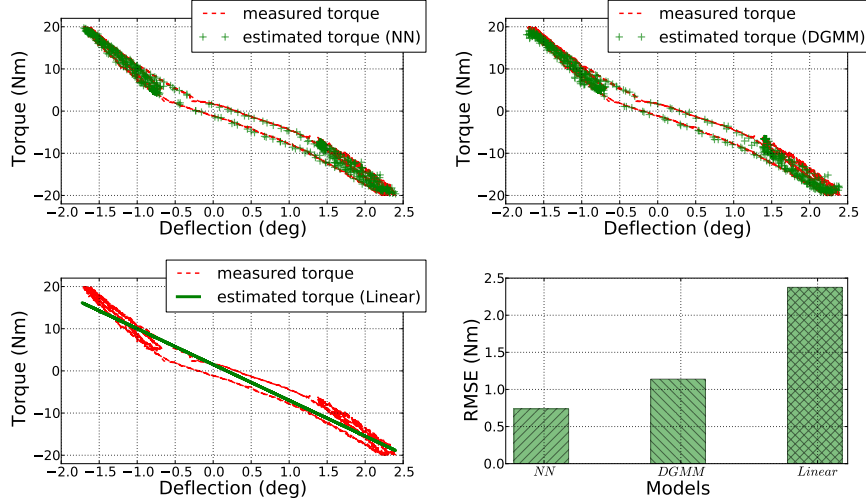 measured torque
estimated torque (NN)
Torque (Nm)
20
10
0
−10
−20
−2.0 −1.5 −1.0 −0.5 0.0 0.5 1.0 1.5 2.0 2.5
Deflection (deg)
measured torque
estimated torque (DGMM)
Torque (Nm)
20
10
0
−10
−20
−2.0 −1.5 −1.0 −0.5 0.0 0.5 1.0 1.5 2.0 2.5
Deflection (deg)
measured torque
estimated torque (Linear)
Torque (Nm)
20
10
0
−10
−20
−2.0 −1.5 −1.0 −0.5 0.0 0.5 1.0 1.5 2.0 2.5
Deflection (deg)
RMSE (Nm)
2.5
2.0
1.5
1.0
0.5
0.0
NN DGMM Linear
Models